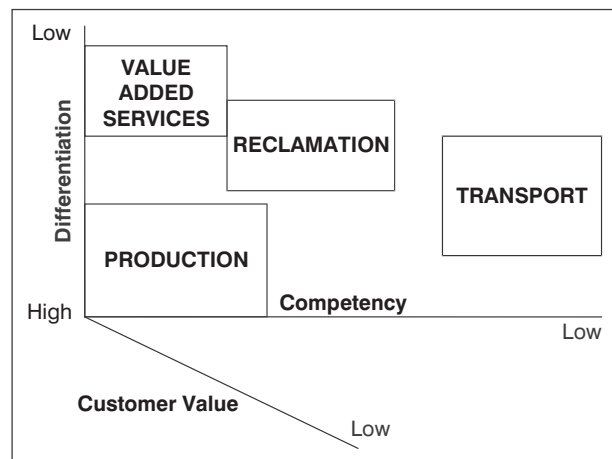 Low
VALUE
ADDED
SERVICES
RECLAMATION
Differentiation
TRANSPORT
PRODUCTION
Competency
High
Low
Customer Value
Low